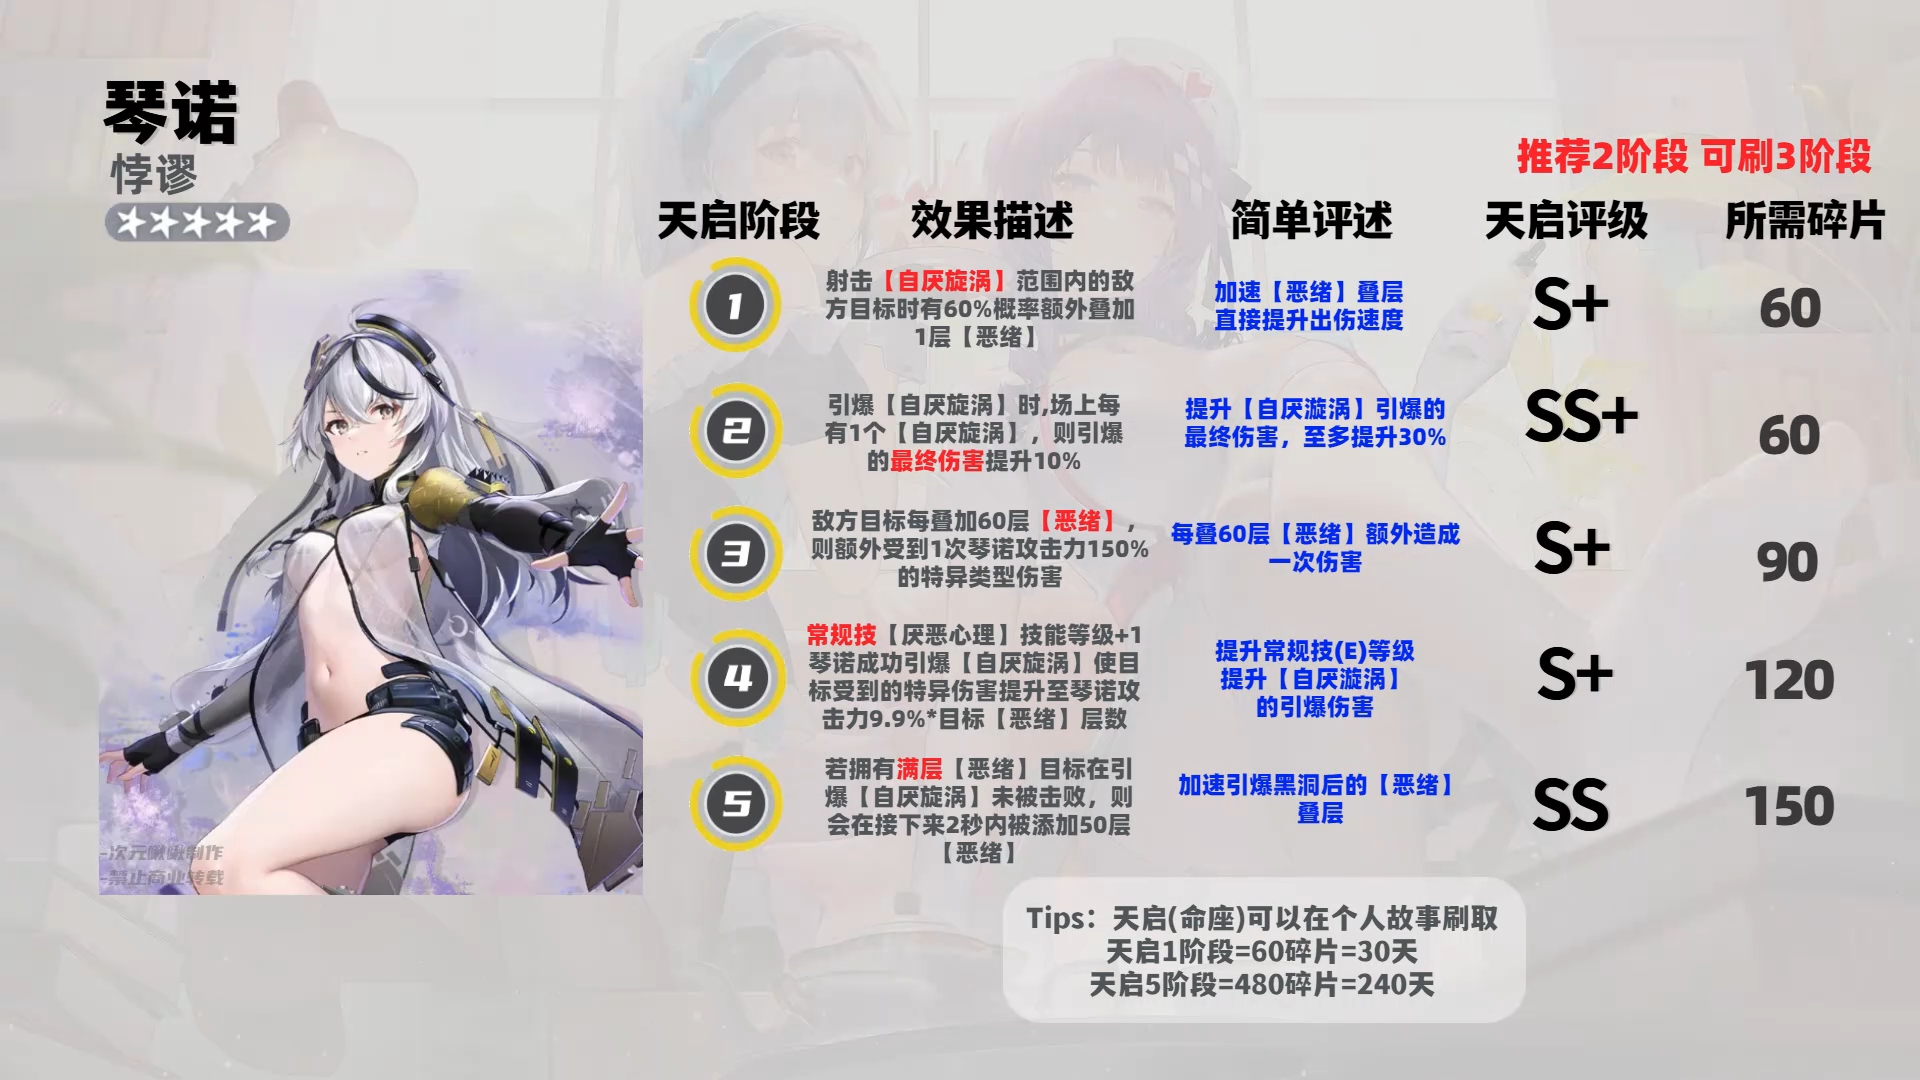 琴诺
悖谬
推荐2阶段 可刷3阶段
天启阶段
效果描述
简单评述
天启评级
所需碎片
1
射击【自厌旋涡】范围内的敌
方目标时有60%概率额外叠加
1层【恶绪】
加速【恶绪】叠层
直接提升出伤速度
S+
60
2
引爆【自厌旋涡】时,场上每
有1个【自厌旋涡】，则引爆
的最终伤害提升10%
提升【自厌漩涡】引爆的
最终伤害，至多提升30%
SS+
60
3
敌方目标每叠加60层【恶绪】，
则额外受到1次琴诺攻击力150%
的特异类型伤害
每叠60层【恶绪】额外造成
一次伤害
S+
90
4
常规技【厌恶心理】技能等级+1
琴诺成功引爆【自厌旋涡】使目
标受到的特异伤害提升至琴诺攻
击力9.9%*目标【恶绪】层数
提升常规技(E)等级
提升【自厌漩涡】
的引爆伤害
S+
120
5
若拥有满层【恶绪】目标在引
爆【自厌旋涡】未被击败，则
会在接下来2秒内被添加50层
【恶绪】
加速引爆黑洞后的【恶绪】
叠层
SS
150
-次元啾啾制作
-禁止商业转载
Tips：天启(命座)可以在个人故事刷取
天启1阶段=60碎片=30天
天启5阶段=480碎片=240天